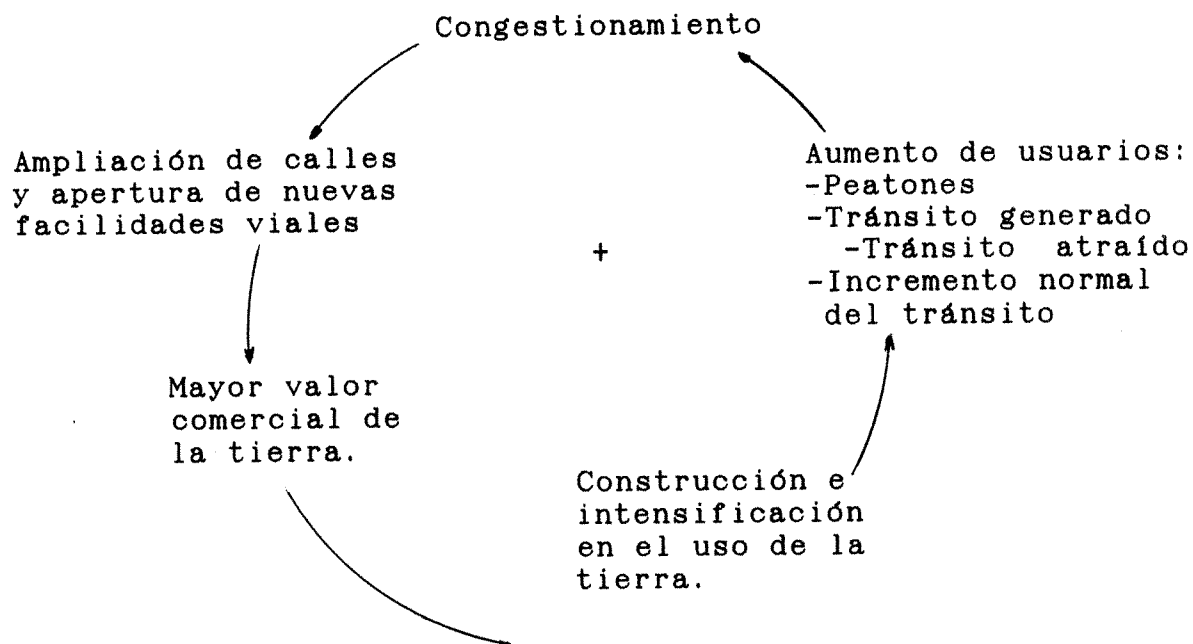 Congestionamiento
Ampliación de calles
y apertura de nuevas
facilidades viales
Mayor valor
comercial de
la tierra.
Construcción e
intensificación
en el uso de la
tierra.
Aumento de usuarios:
-Peatones
-Tránsito generado
-Tránsito atraído
-Incremento normal
del tránsito
+